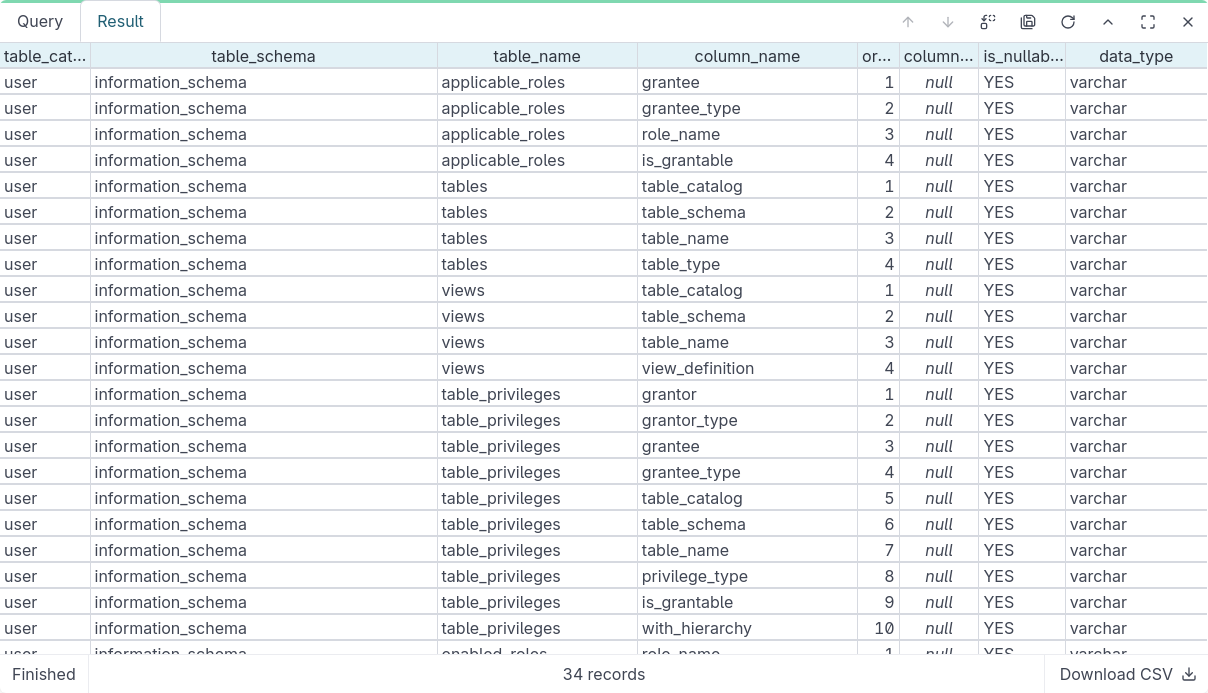 Query Result
table_cat... table_schema table_name column_name or... column... is_nullab... data_type
user information_schema applicable_roles grantee 1 null YES varchar
user information_schema applicable_roles grantee_type 2 null YES varchar
user information_schema applicable_roles role_name 3 null YES varchar
user information_schema applicable_roles is_grantable 4 null YES varchar
user information_schema tables table_catalog 1 null YES varchar
user information_schema tables table_schema 2 null YES varchar
user information_schema tables table_name 3 null YES varchar
user information_schema tables table_type 4 null YES varchar
user information_schema views table_catalog 1 null YES varchar
user information_schema views table_schema 2 null YES varchar
user information_schema views table_name 3 null YES varchar
user information_schema views view_definition 4 null YES varchar
user information_schema table_privileges grantor 1 null YES varchar
user information_schema table_privileges grantor_type 2 null YES varchar
user information_schema table_privileges grantee 3 null YES varchar
user information_schema table_privileges grantee_type 4 null YES varchar
user information_schema table_privileges table_catalog 5 null YES varchar
user information_schema table_privileges table_schema 6 null YES varchar
user information_schema table_privileges table_name 7 null YES varchar
user information_schema table_privileges privilege_type 8 null YES varchar
user information_schema table_privileges is_grantable 9 null YES varchar
user information_schema table_privileges with_hierarchy 10 null YES varchar
user information_schema enabled_roles role_name 1 null YES varchar
Finished 34 records Download CSV